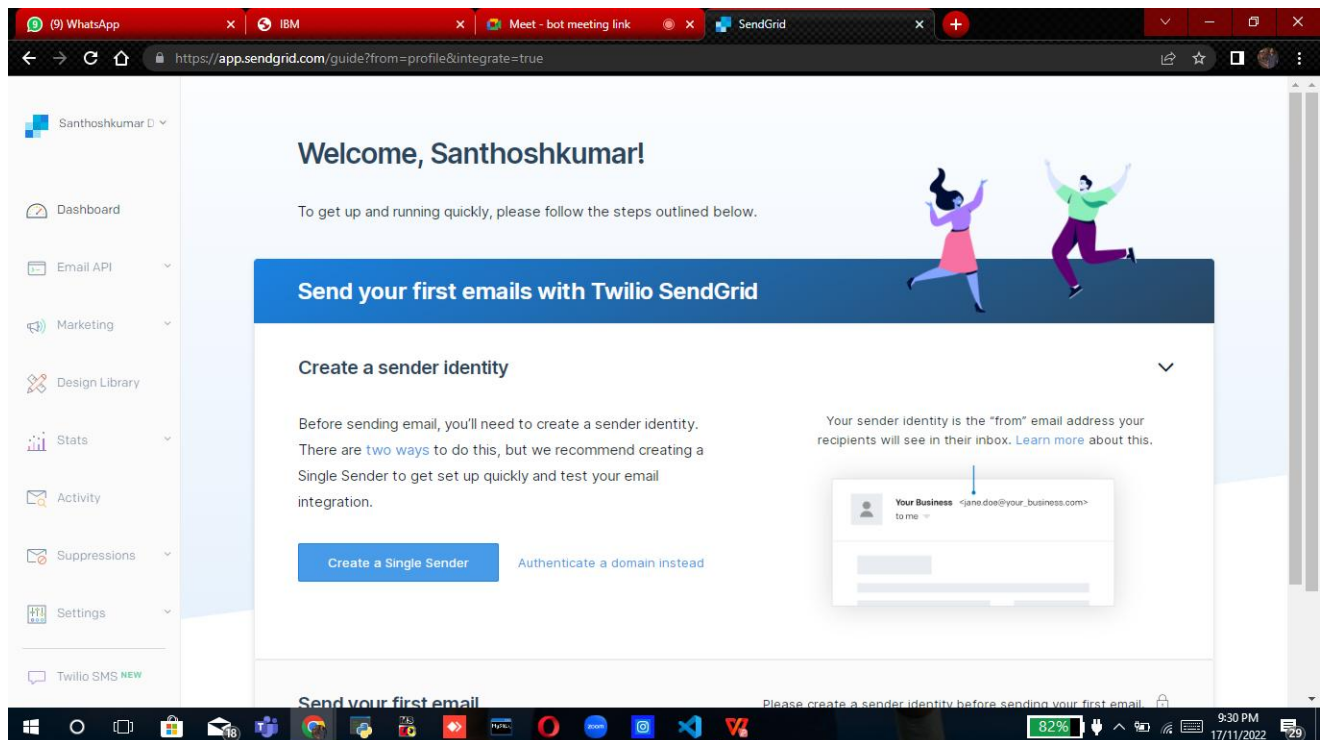 (9) WhatsApp
IBM
Meet - bot meeting link
SendGrid
https://app.sendgrid.com/guide?from=profile&integrate=true
Santhoshkumar D
Dashboard
Email API
Marketing
Design Library
Stats
Activity
Suppressions
Settings
Twilio SMS NEW
Welcome, Santhoshkumar!
To get up and running quickly, please follow the steps outlined below.
Send your first emails with Twilio SendGrid
Create a sender identity
Before sending email, you'll need to create a sender identity.
There are two ways to do this, but we recommend creating a
Single Sender to get set up quickly and test your email
integration.
Create a Single Sender
Authenticate a domain instead
Your sender identity is the “from” email address your
recipients will see in their inbox. Learn more about this.
Your Business <jane.doe@your_business.com>
to me
Send your first email
Please create a sender identity before sending your first email.
18
zoom
82%
9:30 PM
17/11/2022
29